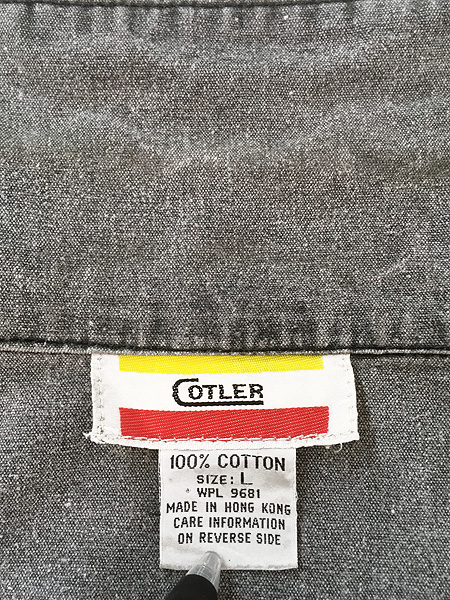 COTLER
100% COTTON
SIZE: L
WPL 9681
MADE IN HONG KONG
CARE INFORMATION
ON REVERSE SIDE